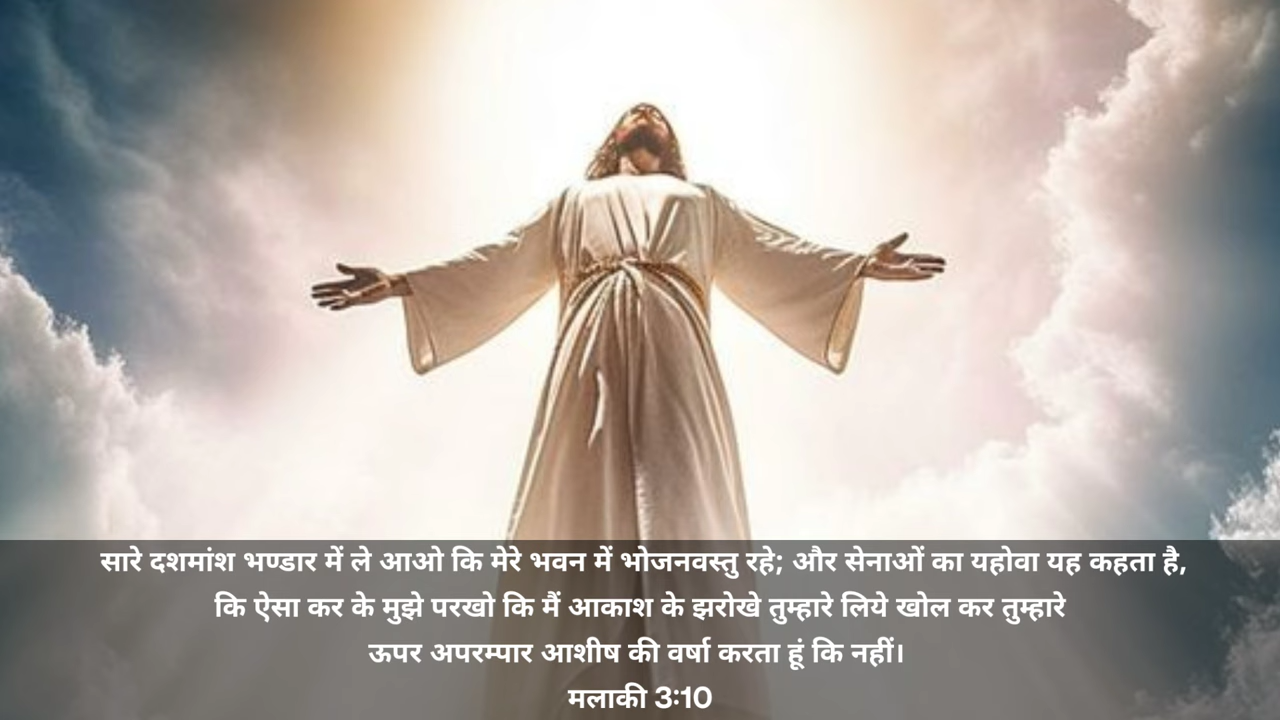 सारे दशमांश भण्डार में ले आओ कि मेरे भवन में भोजनवस्तु रहे; और सेनाओं का यहोवा यह कहता है,
कि ऐसा कर के मुझे परखो कि मैं आकाश के झरोखे तुम्हारे लिये खोल कर तुम्हारे
ऊपर अपरम्पार आशीष की वर्षा करता हूं कि नहीं।
मलाकी 3:10